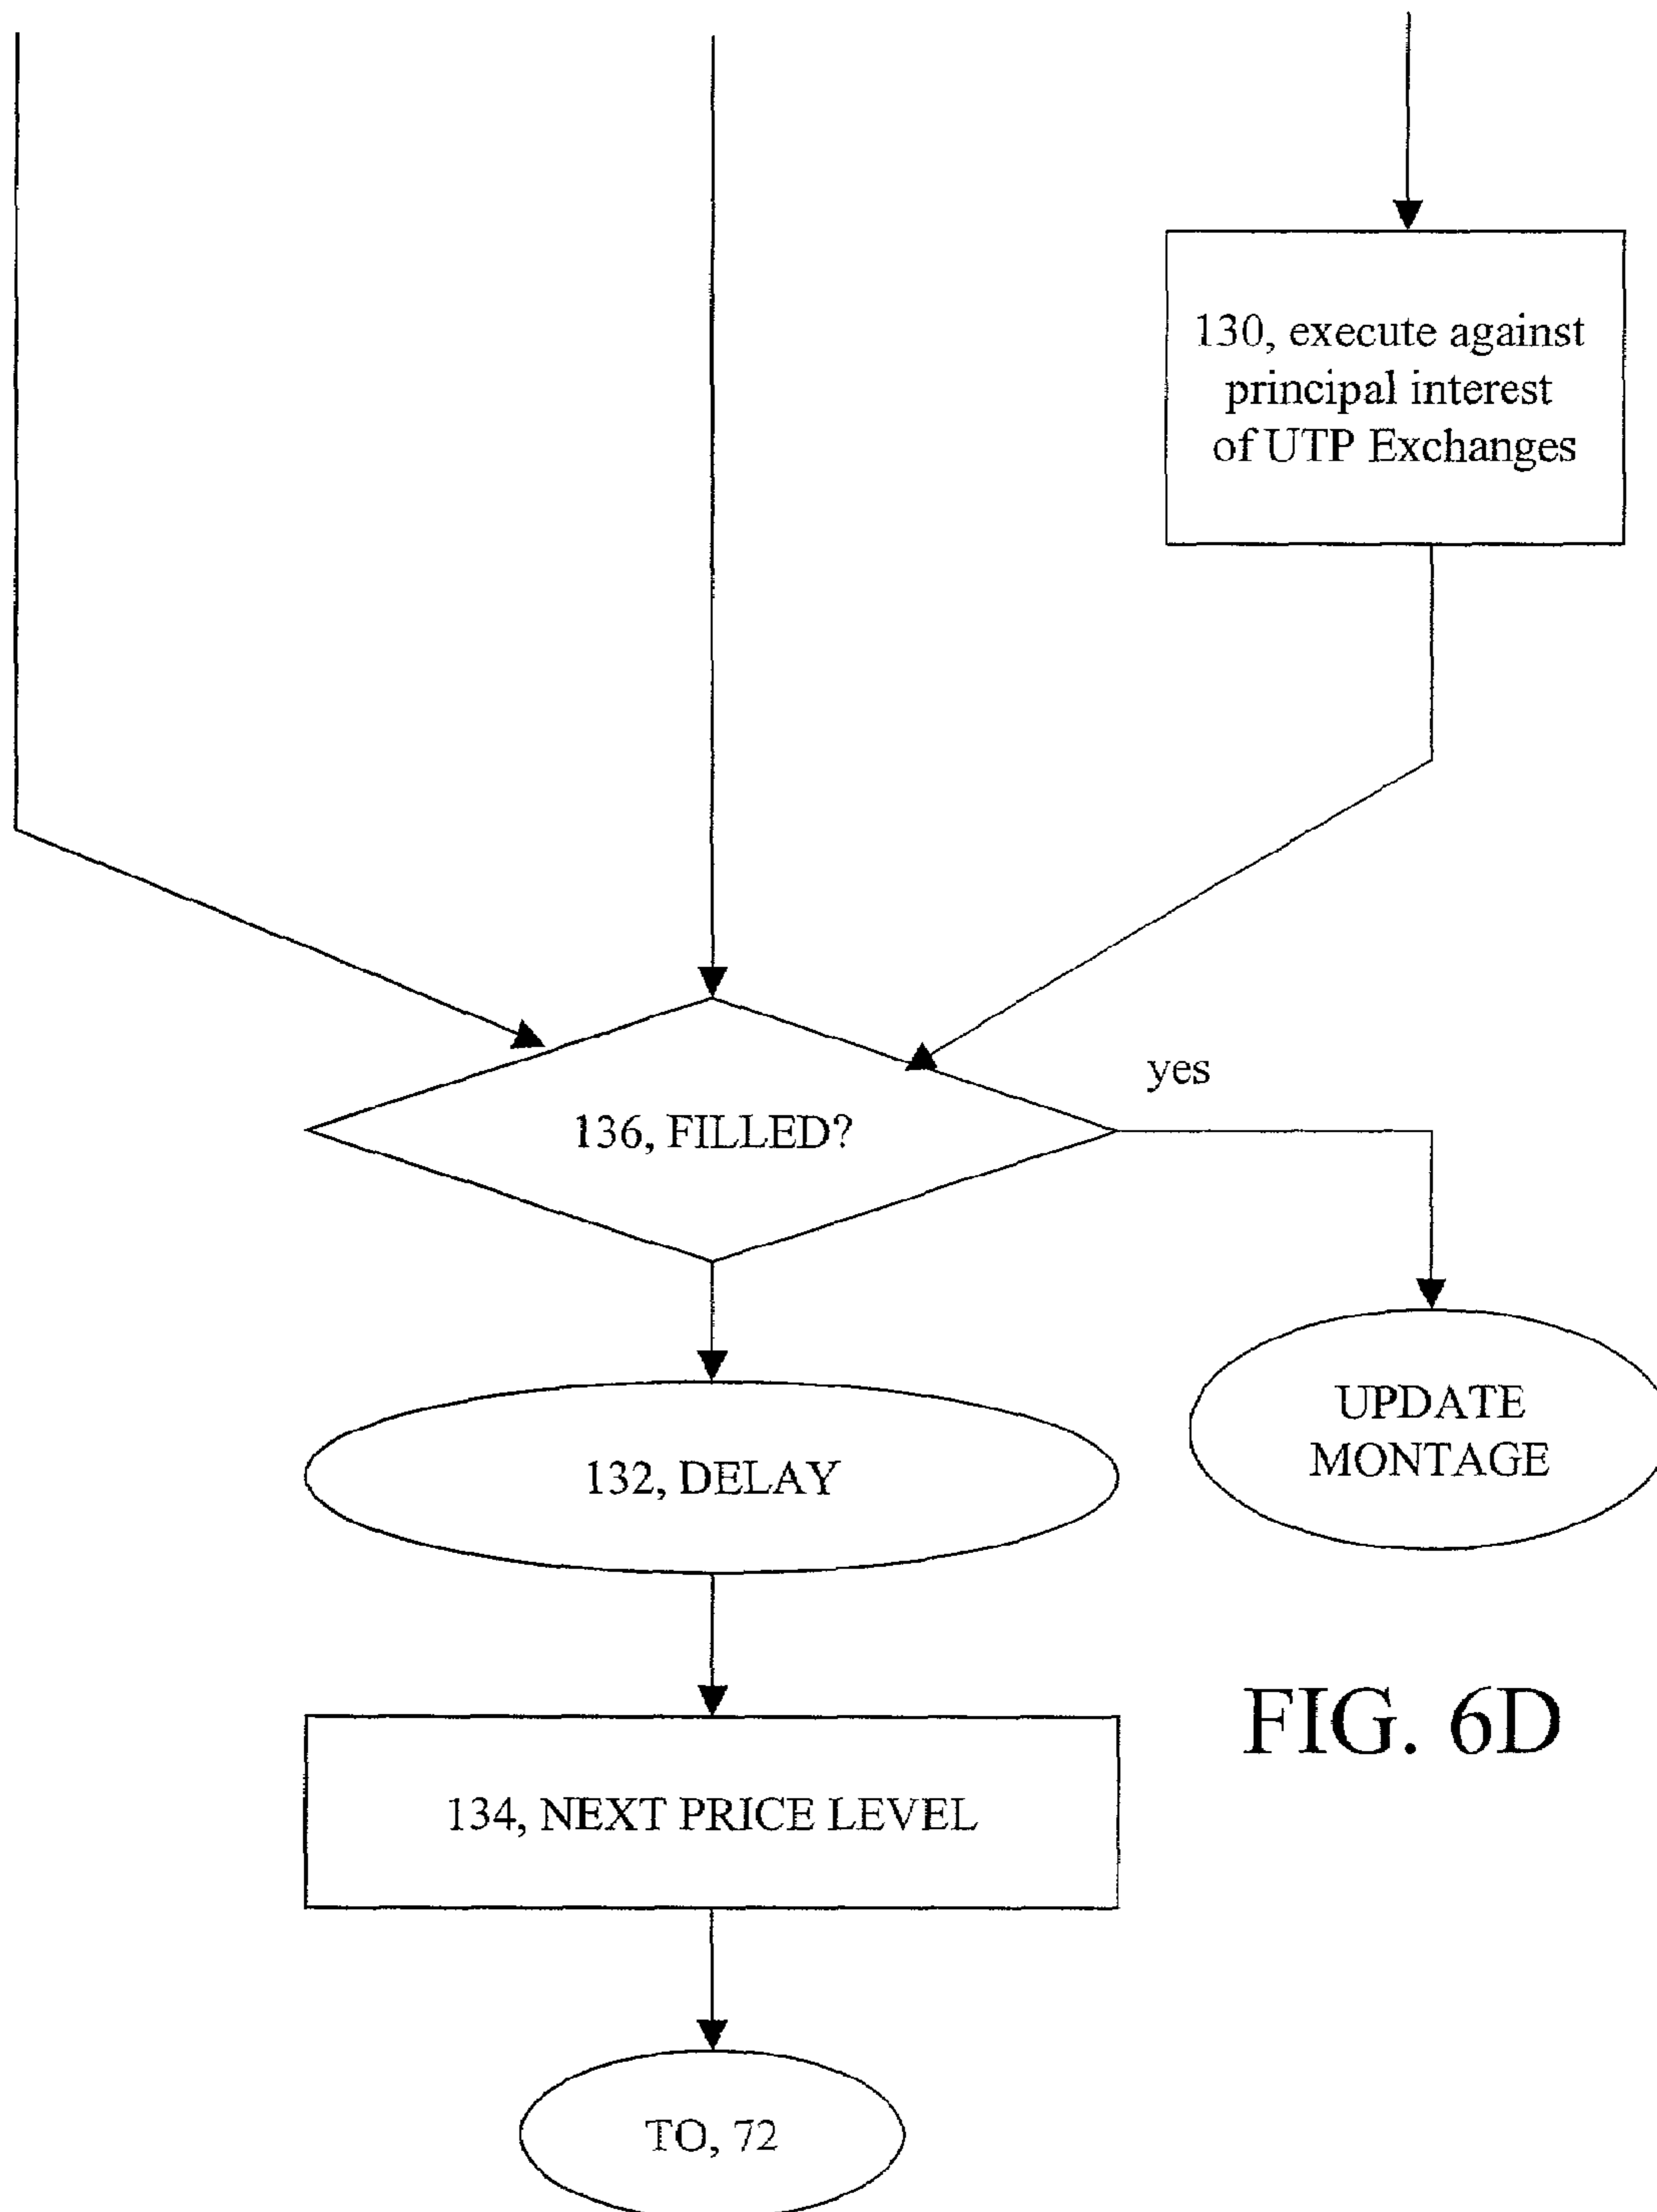 130, execute against
principal interest
of UTP Exchanges
yes
136, FILLED?
UPDATE
MONTAGE
132, DELAY
FIG. 6D
134, NEXT PRICE LEVEL
TO, 72